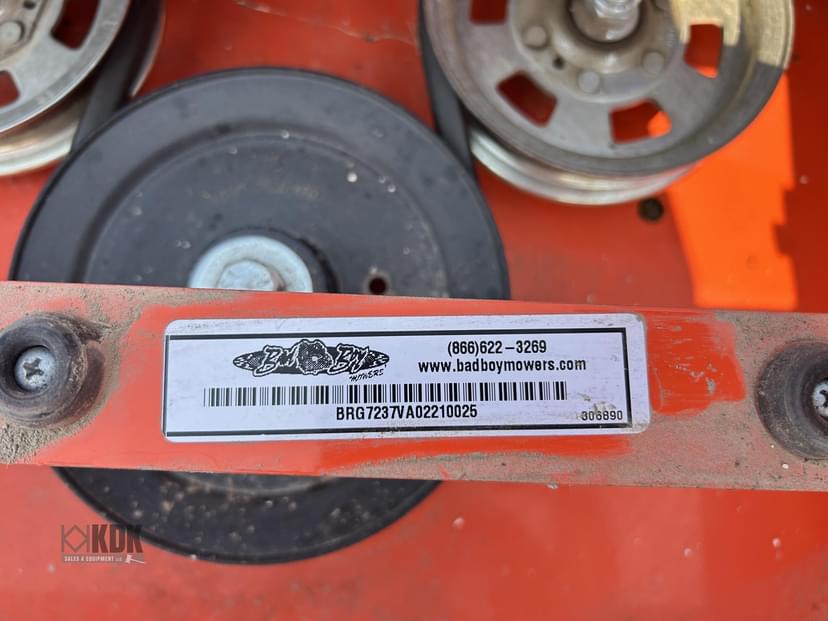 BAD BOY
MOWERS
(866)622-3269
www.badboymowers.com
BRG7237VA02210025
306890
KDK
SALES & EQUIPMENT LLC